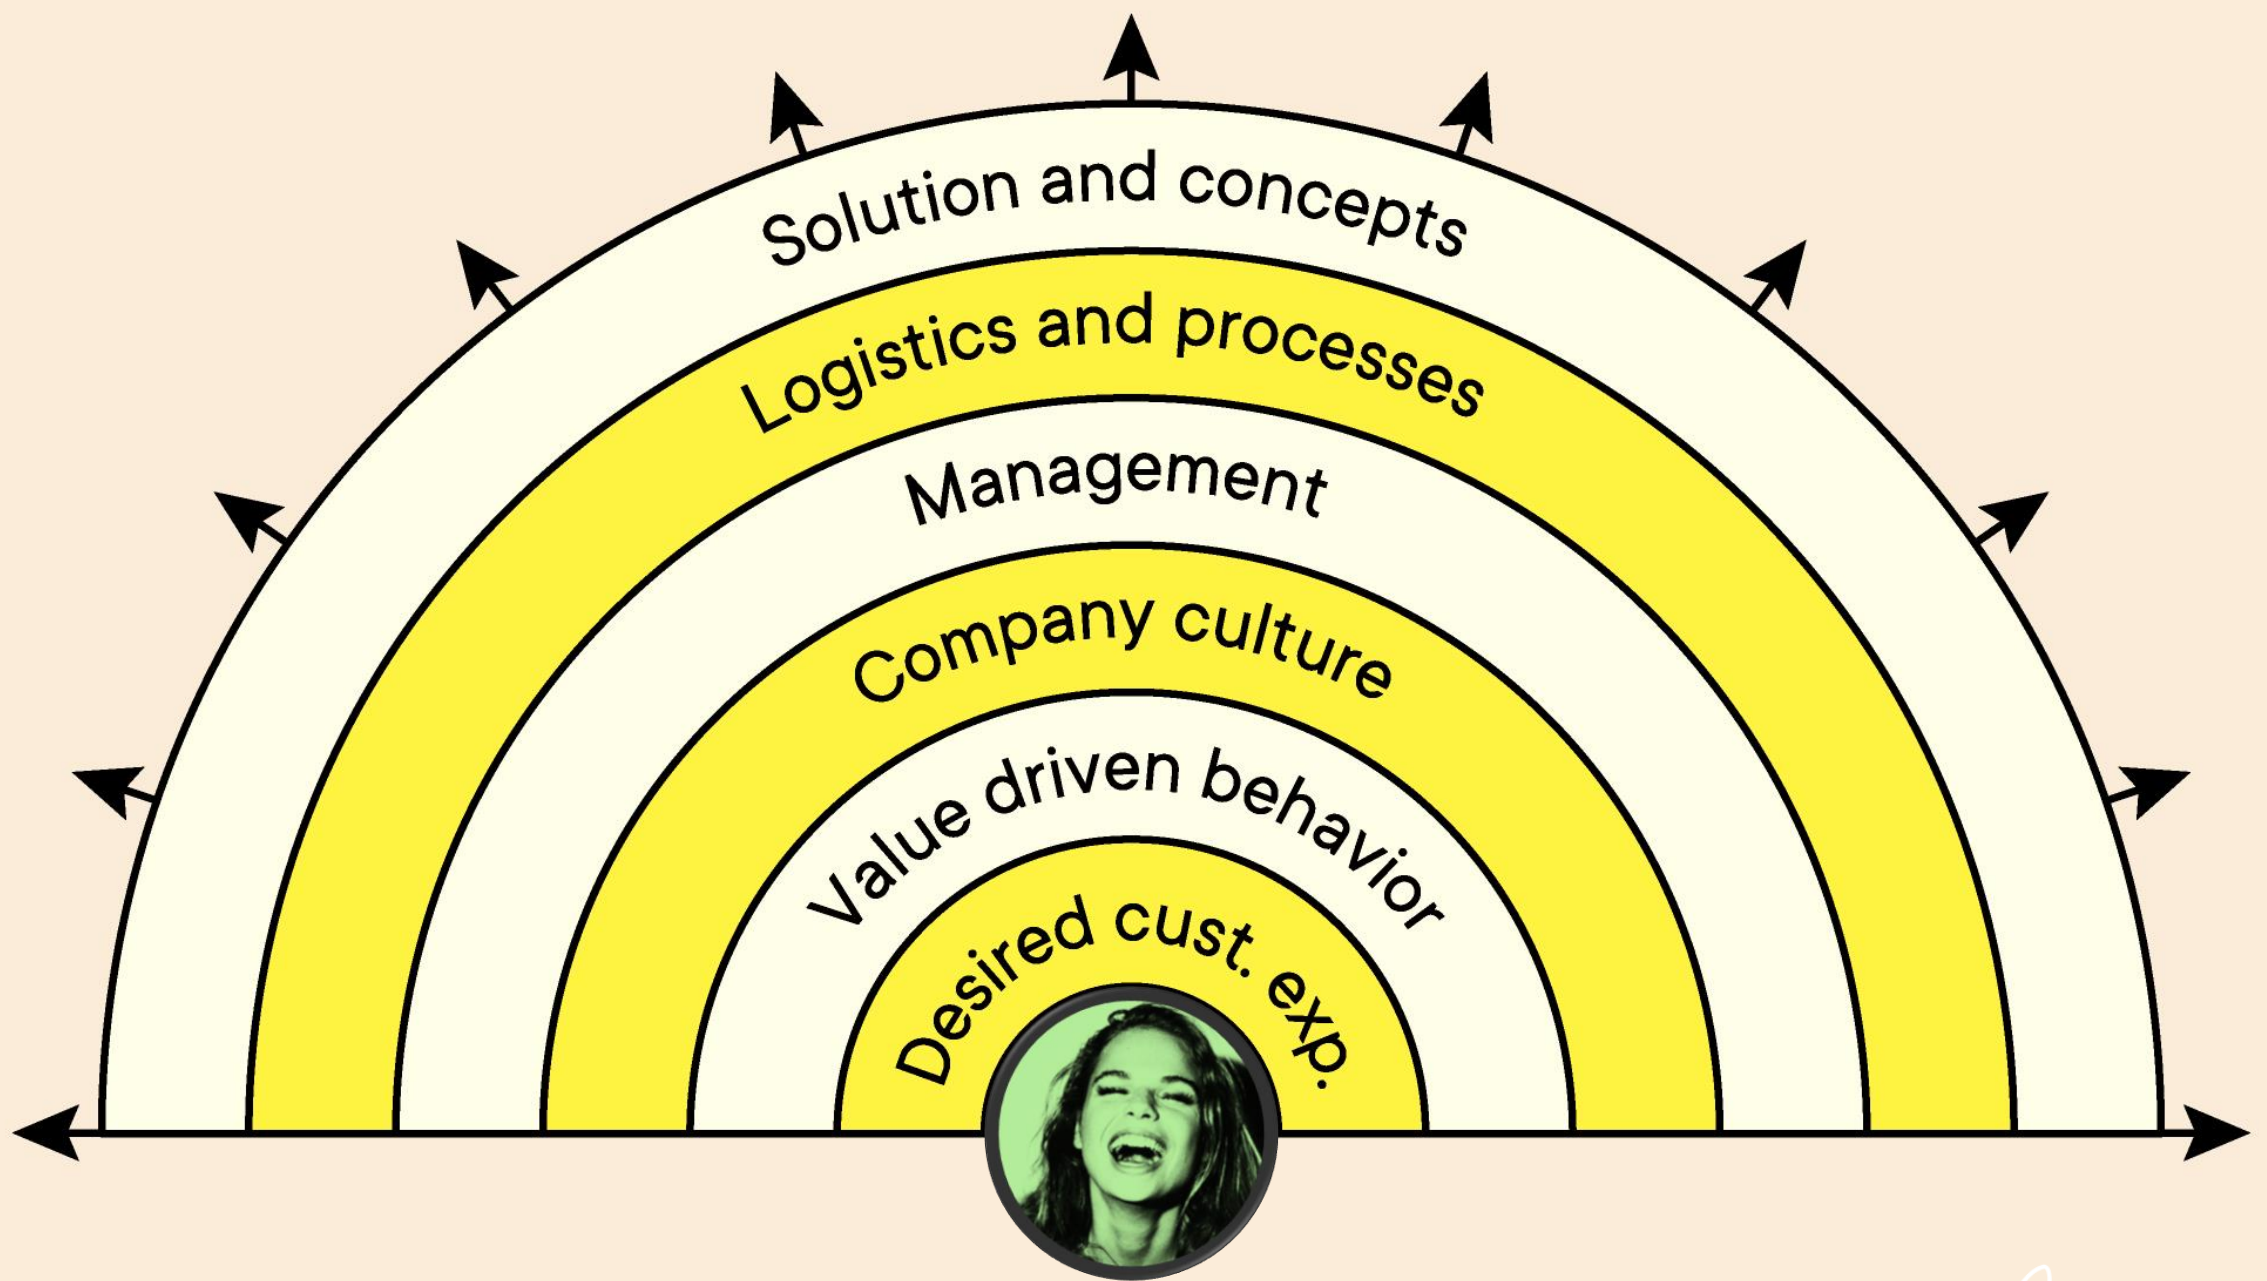 Solution and concepts
Logistics and processes
Management
Company culture
Value driven behavior
Desired cust. exp.